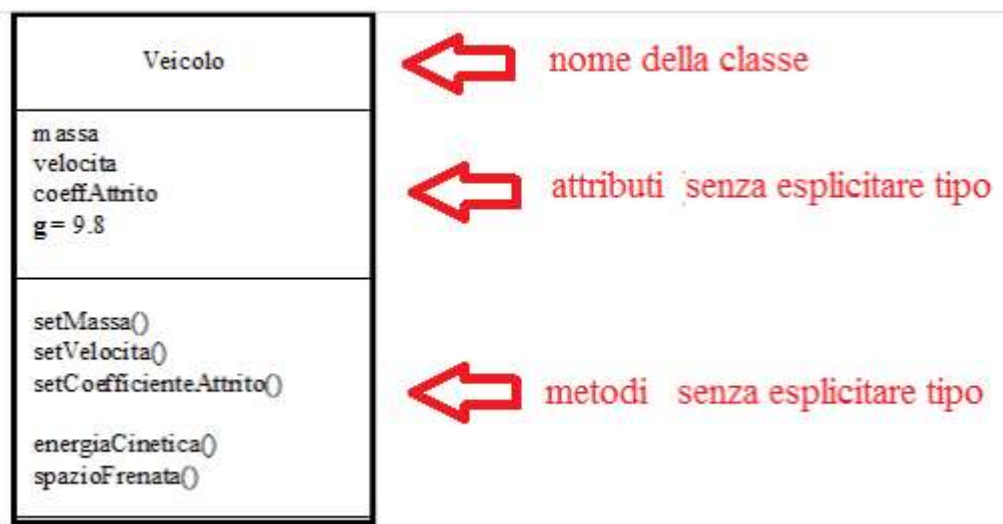 Veicolo
nome della classe
massa
velocita
coeffAttrito
g = 9.8
attributi senza esplicitare tipo
setMassa()
setVelocita()
setCoefficienteAttrito()
metodi senza esplicitare tipo
energiaCinetica()
spazioFrenata()